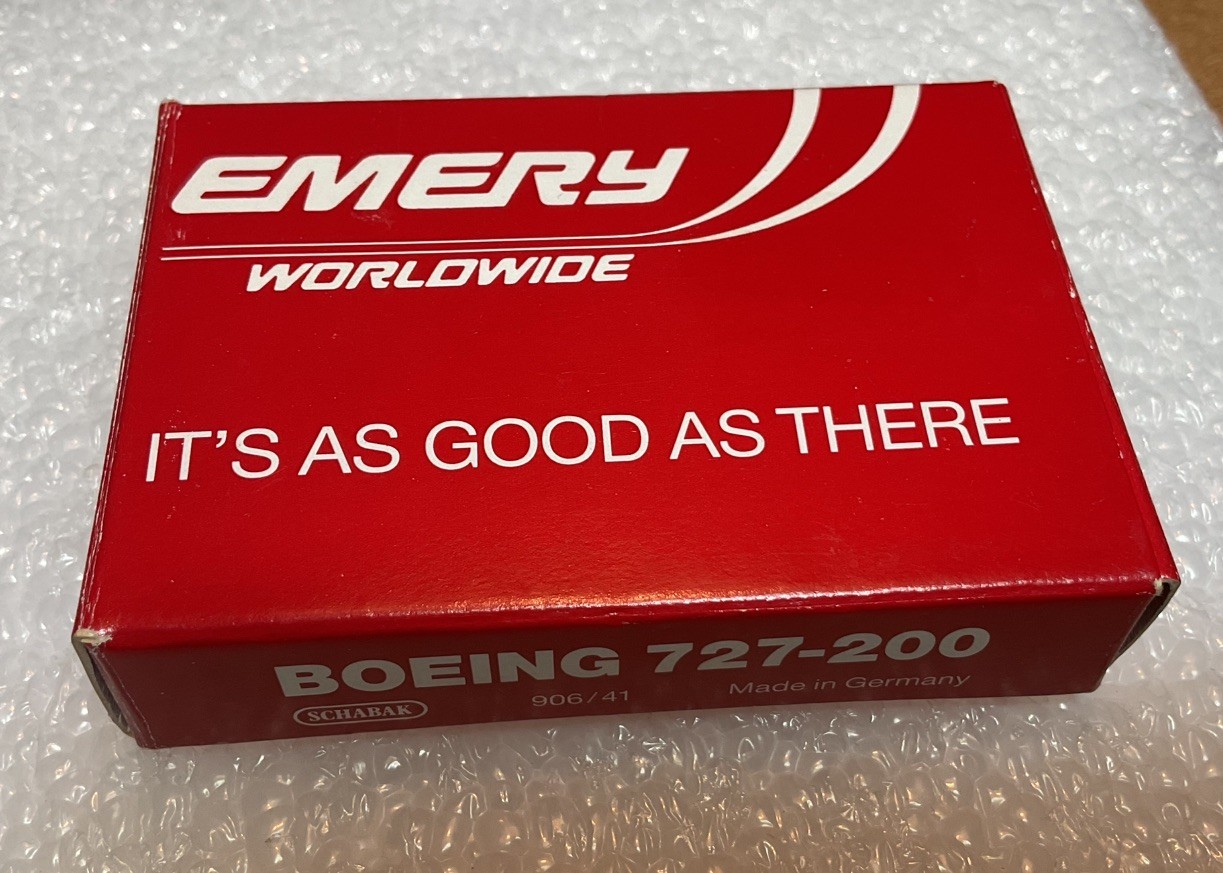 EMERY
WORLDWIDE
IT'S AS GOOD AS THERE
BOEING 727-200
SCHABAK 906/41 Made in Germany